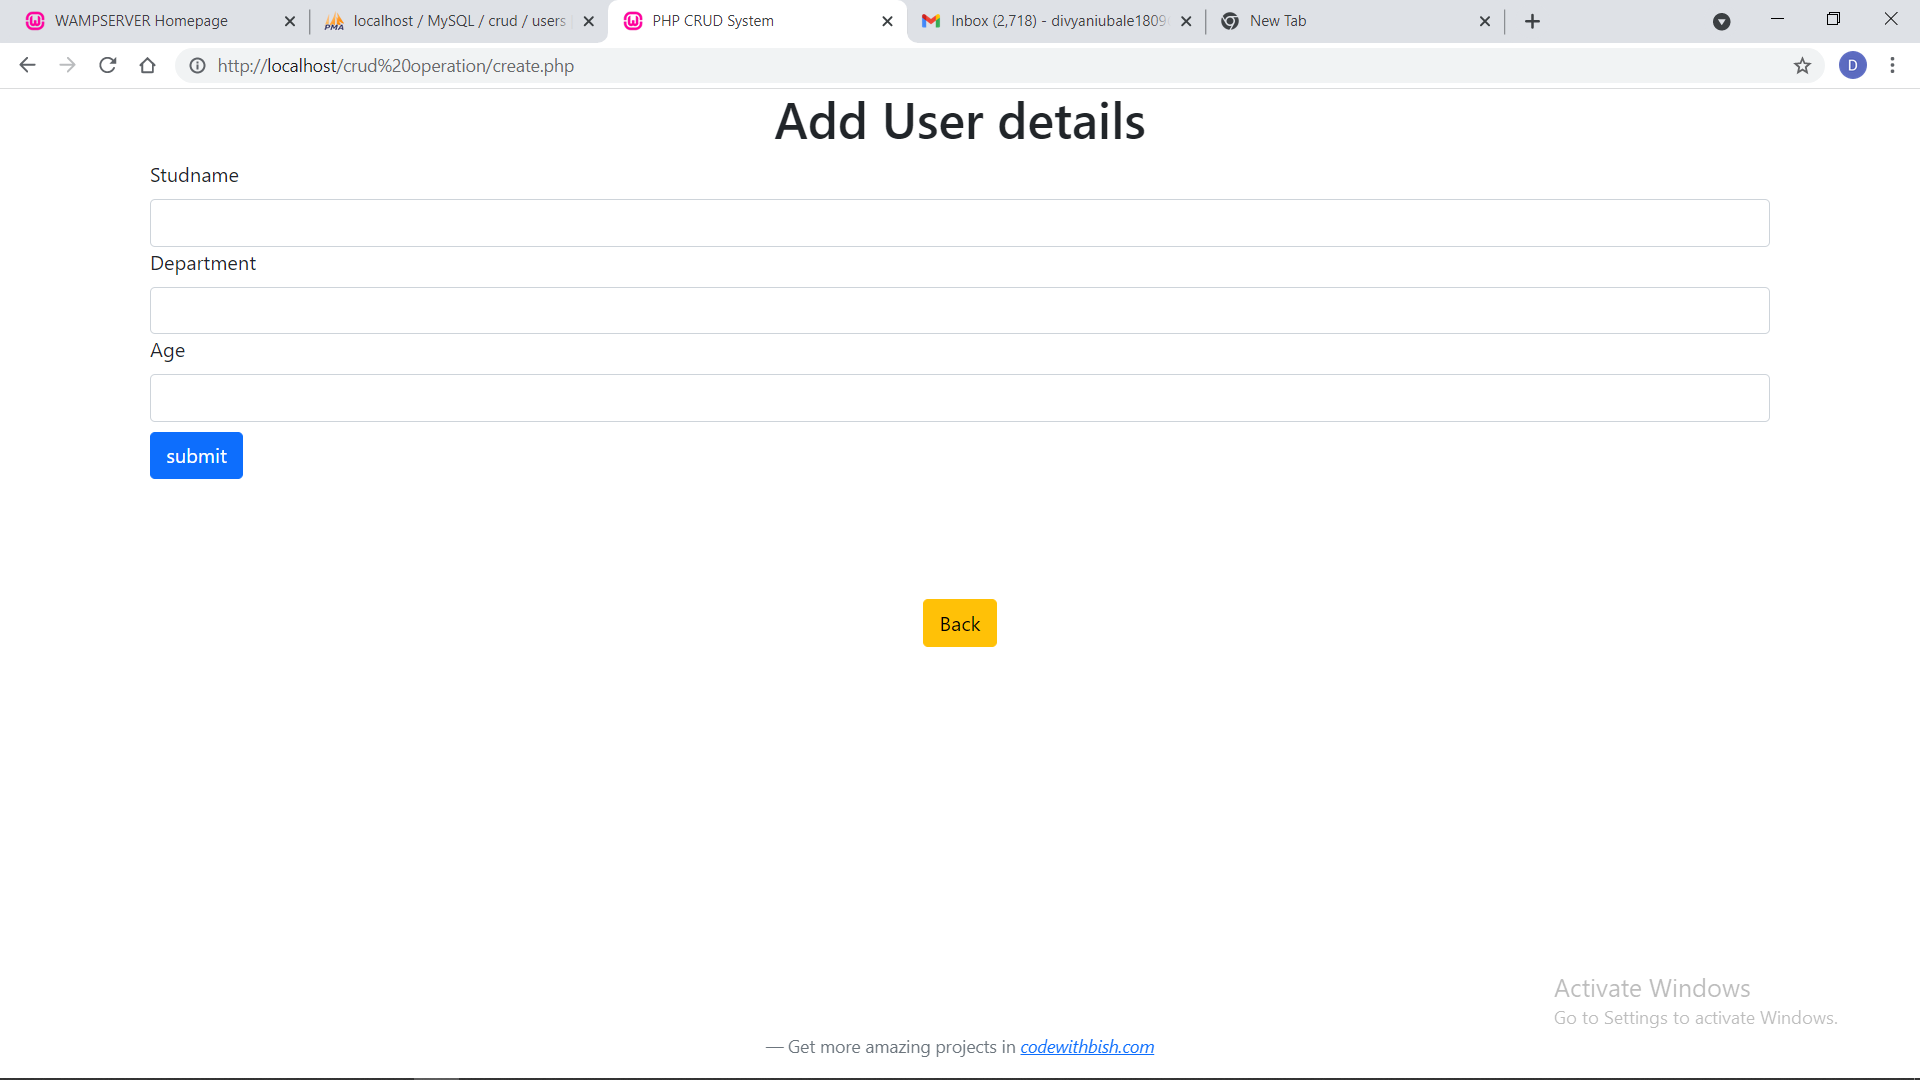 WAMPSERVER Homepage
localhost / MySQL / crud / users
PHP CRUD System
Inbox (2,718) - divyaniubale1809
New Tab
http://localhost/crud%20operation/create.php
D
Add User details
Studname
Department
Age
submit
Back
Activate Windows
Go to Settings to activate Windows.
— Get more amazing projects in codewithbish.com